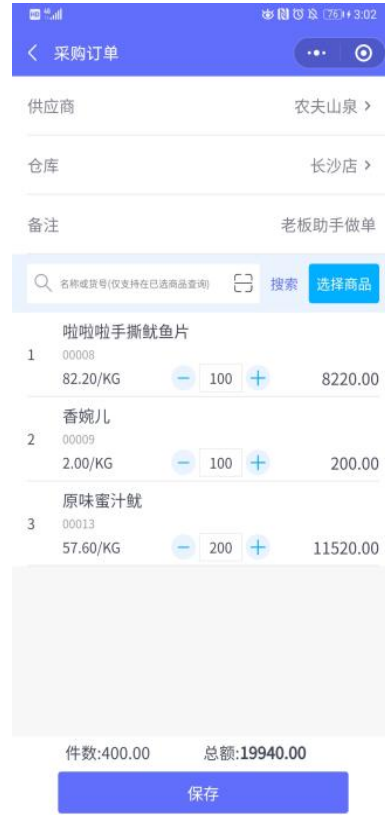 HD 4G 76 3:02
采购订单
供应商 农夫山泉
仓库 长沙店
备注 老板助手做单
名称或货号(仅支持在已选商品查询) 搜索 选择商品
啦啦啦手撕鱿鱼片
1 00008
82.20/KG − 100 + 8220.00
香婉儿
2 00009
2.00/KG − 100 + 200.00
原味蜜汁鱿
3 00013
57.60/KG − 200 + 11520.00
件数:400.00 总额:19940.00
保存